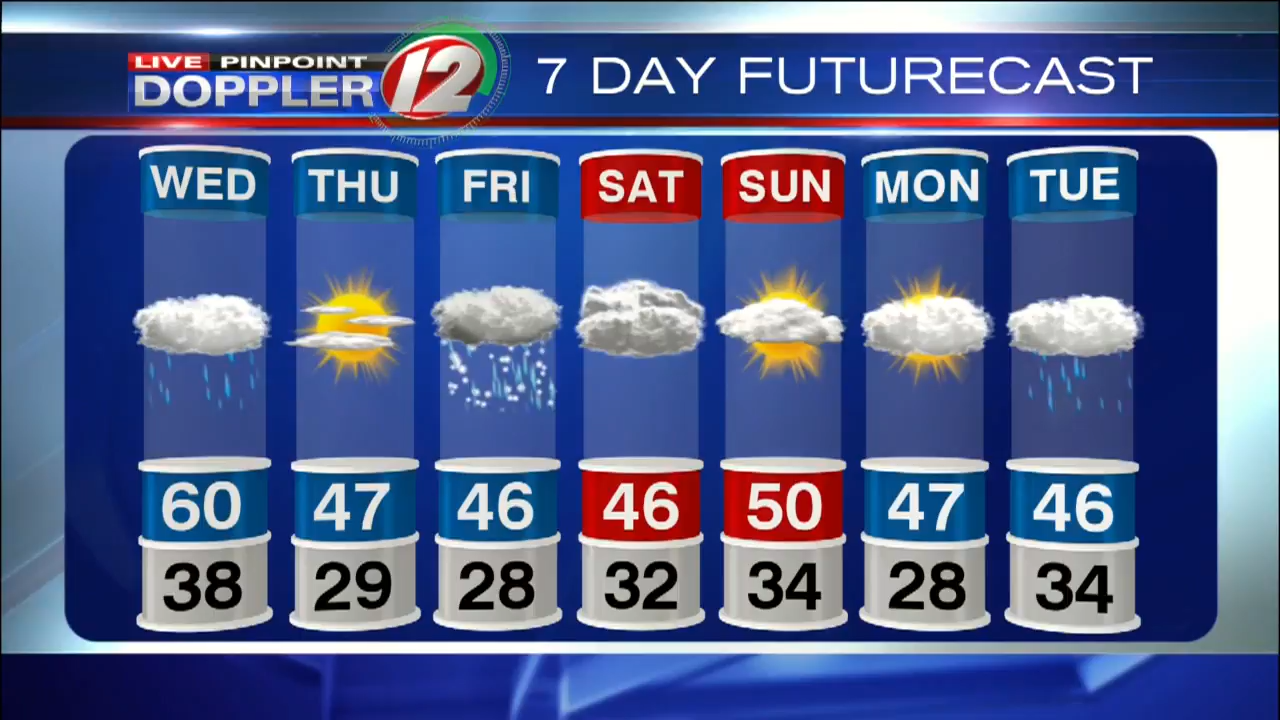 LIVE PINPOINT
DOPPLER 12
7 DAY FUTURECAST
WED THU FRI SAT SUN MON TUE
60 47 46 46 50 47 46
38 29 28 32 34 28 34